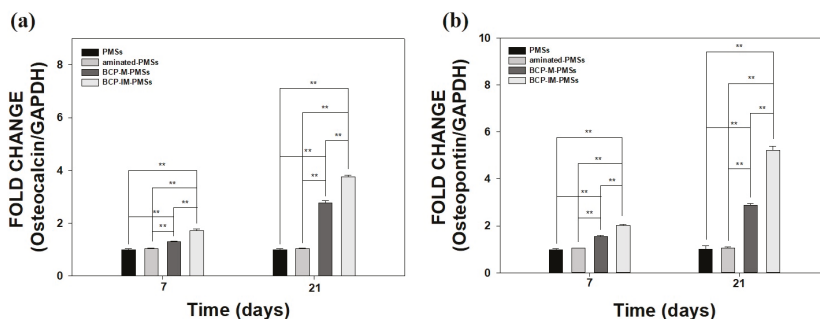 (a)
FOLD CHANGE
(Osteocalcin/GAPDH)
8
6
4
2
0
PMSs
aminated-PMSs
BCP-M-PMSs
BCP-IM-PMSs
**
**
**
**
**
**
**
**
**
**
7
21
Time (days)
(b)
FOLD CHANGE
(Osteopontin/GAPDH)
10
8
6
4
2
0
PMSs
aminated-PMSs
BCP-M-PMSs
BCP-IM-PMSs
**
**
**
**
**
**
**
**
**
**
7
21
Time (days)